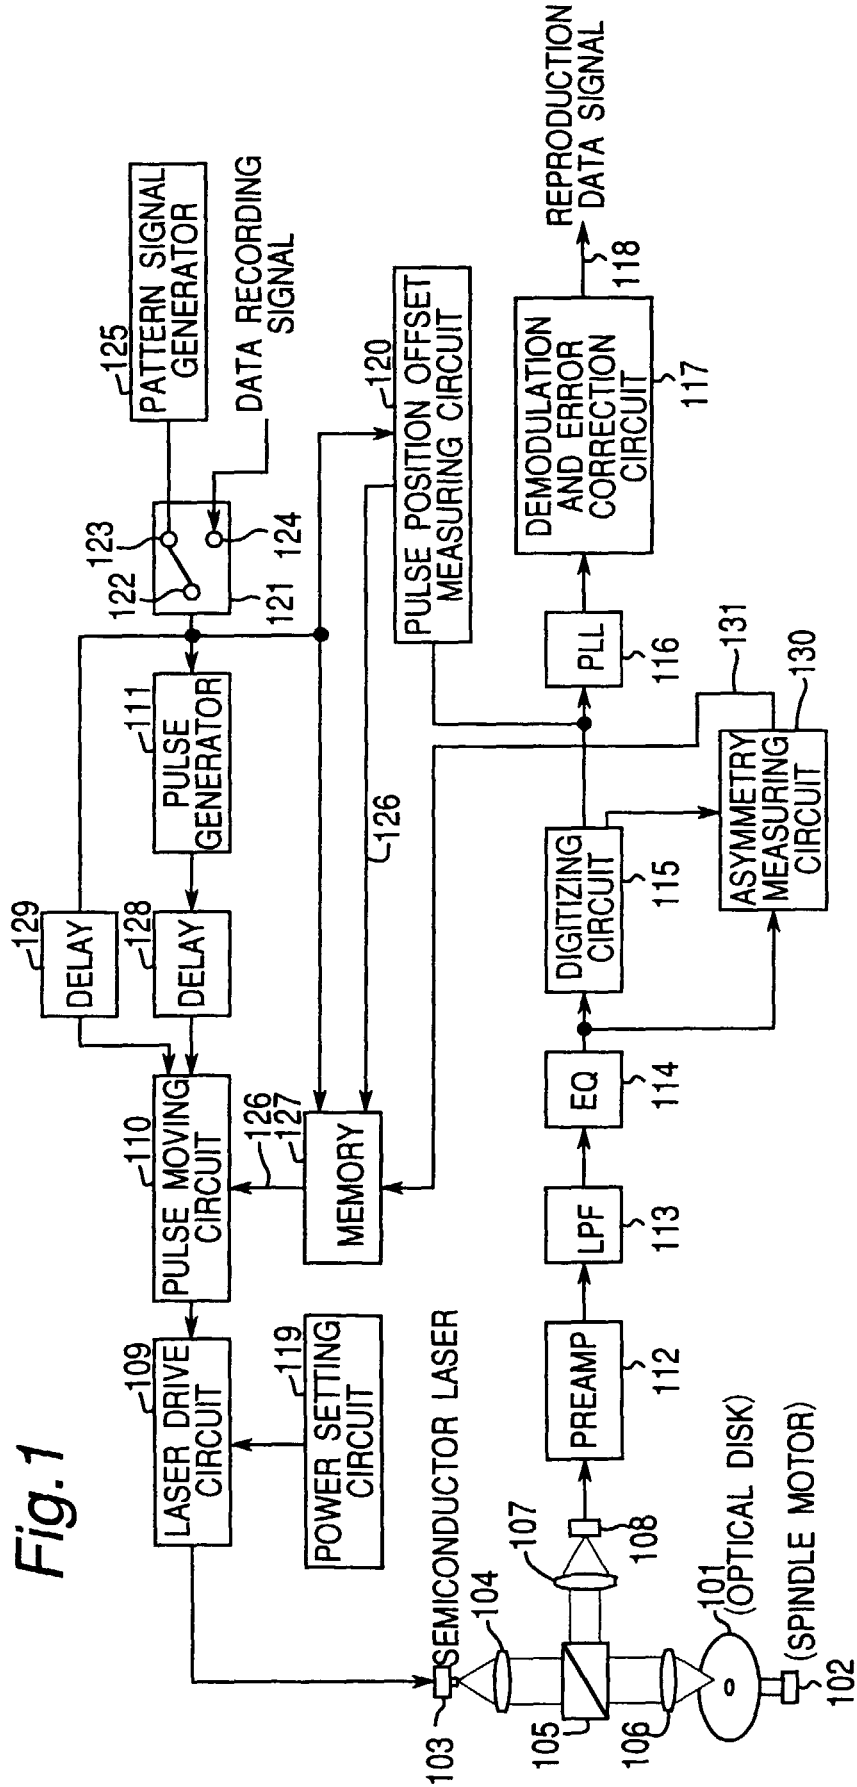 Fig.1
109
LASER DRIVE
CIRCUIT
110
PULSE MOVING
CIRCUIT
129
DELAY
128
DELAY
111
PULSE
GENERATOR
122
123
121
124
125
PATTERN SIGNAL
GENERATOR
DATA RECORDING
SIGNAL
119
POWER SETTING
CIRCUIT
126
127
MEMORY
126
120
PULSE POSITION OFFSET
MEASURING CIRCUIT
103
SEMICONDUCTOR LASER
104
105
106
107
108
101
(OPTICAL DISK)
102
(SPINDLE MOTOR)
PREAMP
112
LPF
113
EQ
114
DIGITIZING
CIRCUIT
115
PLL
116
DEMODULATION
AND ERROR
CORRECTION
CIRCUIT
117
118
REPRODUCTION
DATA SIGNAL
131
130
ASYMMETRY
MEASURING
CIRCUIT